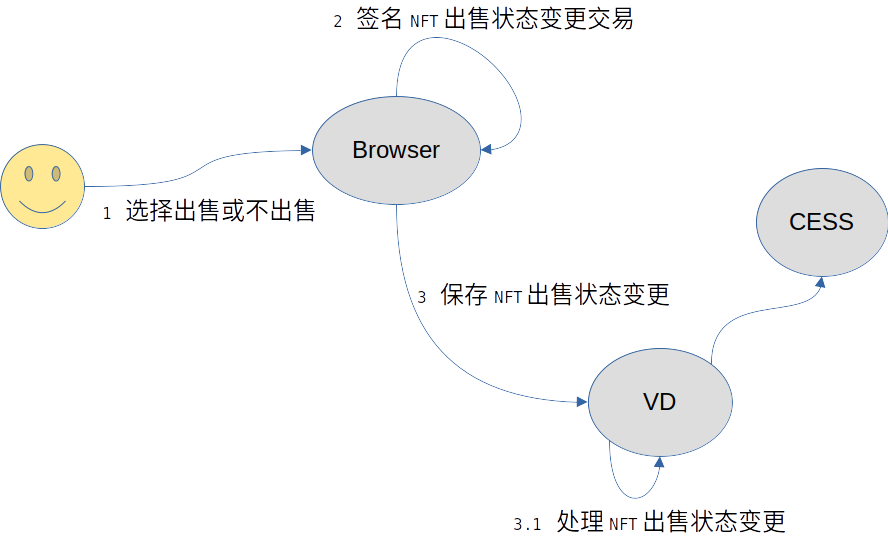 2 签名 NFT 出售状态变更交易
Browser
1 选择出售或不出售
CESS
3 保存 NFT 出售状态变更
VD
3.1 处理 NFT 出售状态变更